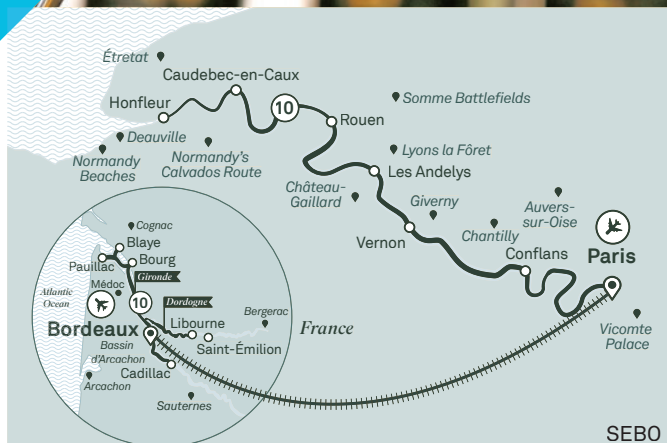 Étretat
Caudebec-en-Caux
Honfleur
10
Rouen
Somme Battlefields
Deauville
Normandy
Beaches
Normandy's
Calvados Route
Lyons la Fôret
Les Andelys
Château-
Gaillard
Giverny
Vernon
Chantilly
Auvers-
sur-Oise
Conflans
Paris
Vicomte
Palace
Cognac
Blaye
Pauillac
Bourg
Gironde
Médoc
Atlantic
Ocean
10
Dordogne
Bordeaux
Libourne
Bergerac
Saint-Émilion
Bassin
d'Arcachon
Cadillac
Arcachon
Sauternes
France
SEBO